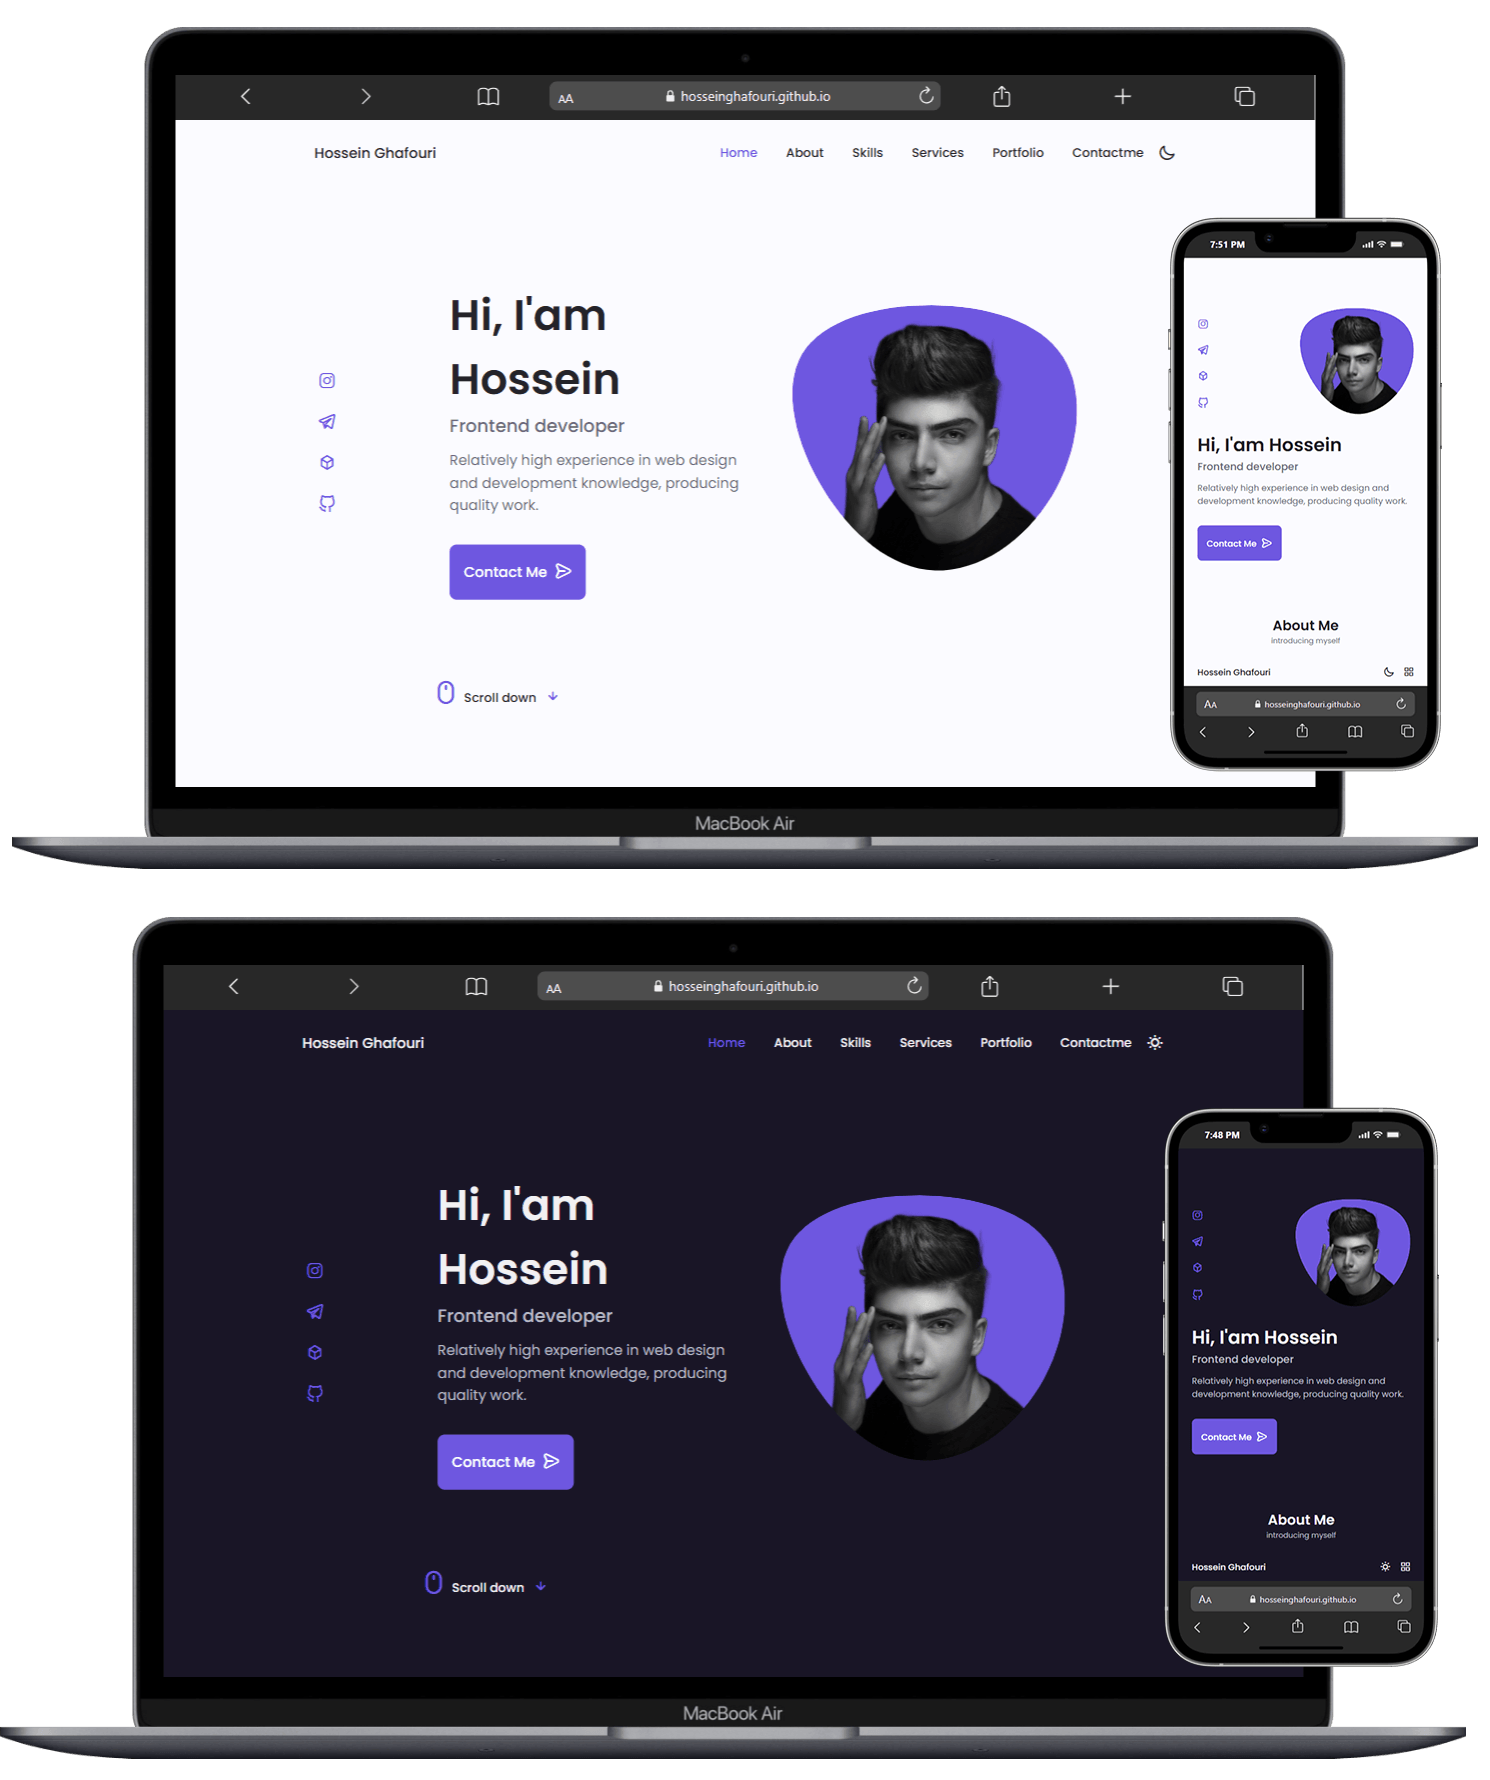 AA hosseinghafouri.github.io
Hossein Ghafouri Home About Skills Services Portfolio Contactme
Hi, I'am
Hossein
Frontend developer
Relatively high experience in web design
and development knowledge, producing
quality work.
Contact Me
Scroll down
MacBook Air
7:51 PM
Hi, I'am Hossein
Frontend developer
Relatively high experience in web design and
development knowledge, producing quality work.
Contact Me
About Me
introducing myself
Hossein Ghafouri
AA hosseinghafouri.github.io
AA hosseinghafouri.github.io
Hossein Ghafouri Home About Skills Services Portfolio Contactme
Hi, I'am
Hossein
Frontend developer
Relatively high experience in web design
and development knowledge, producing
quality work.
Contact Me
Scroll down
MacBook Air
7:48 PM
Hi, I'am Hossein
Frontend developer
Relatively high experience in web design and
development knowledge, producing quality work.
Contact Me
About Me
introducing myself
Hossein Ghafouri
AA hosseinghafouri.github.io